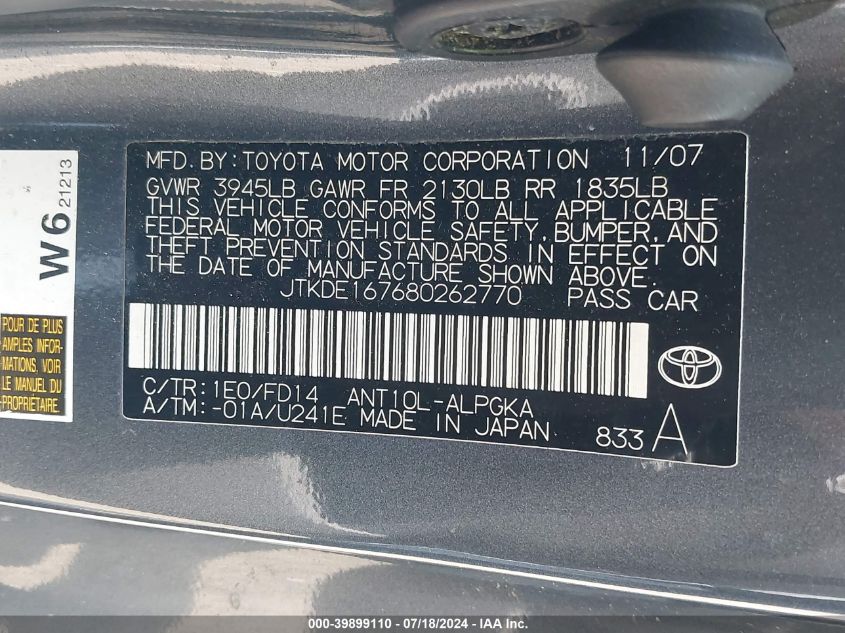 MFD. BY: TOYOTA MOTOR CORPORATION 11/07
GVWR 3945LB GAWR FR 2130LB RR 1835LB
THIS VEHICLE CONFORMS TO ALL APPLICABLE
FEDERAL MOTOR VEHICLE SAFETY, BUMPER, AND
THEFT PREVENTION STANDARDS IN EFFECT ON
THE DATE OF MANUFACTURE SHOWN ABOVE.
JTKDE167680262770 PASS CAR
C/TR: 1E0/FD14 ANT10L-ALPGKA
A/TM: -01A/U241E MADE IN JAPAN
833 A
W6 21213
POUR DE PLUS
AMPLES INFOR-
MATIONS, VOIR
LE MANUEL DU
PROPRIÉTAIRE
000-39899110 - 07/18/2024 - IAA Inc.